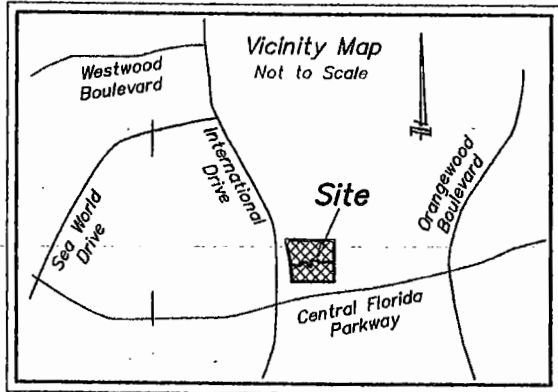 Vicinity Map
Not to Scale
Westwood
Boulevard
International
Drive
Orangewood
Boulevard
Site
Sea World
Drive
Central Florida
Parkway